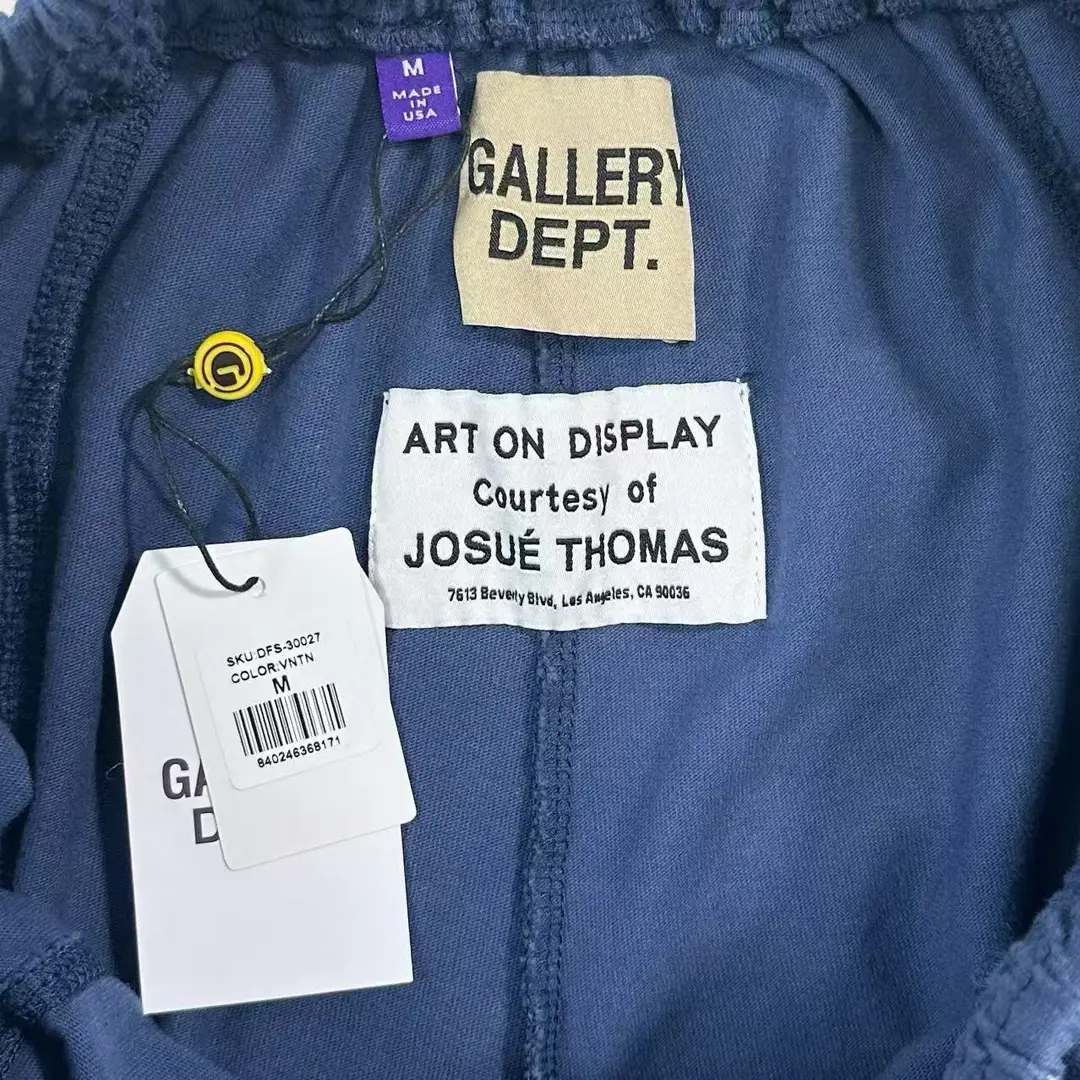 M
MADE
IN
USA
GALLERY
DEPT.
ART ON DISPLAY
Courtesy of
JOSUÉ THOMAS
7613 Beverly Blvd, Los Angeles, CA 90036
SKU:DFS-30027
COLOR:VNTN
M
840246368171
GA
D